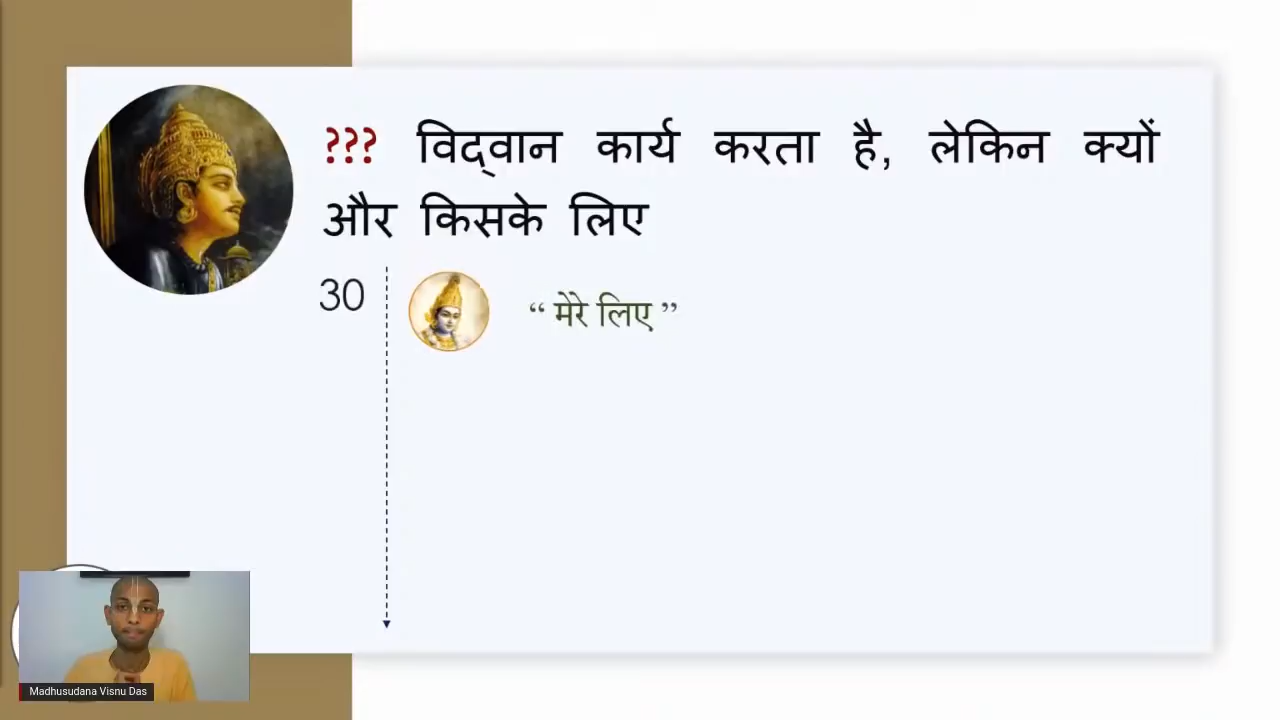 ??? विद्वान कार्य करता है, लेकिन क्यों
और किसके लिए
30
“ मेरे लिए ”
Madhusudana Visnu Das